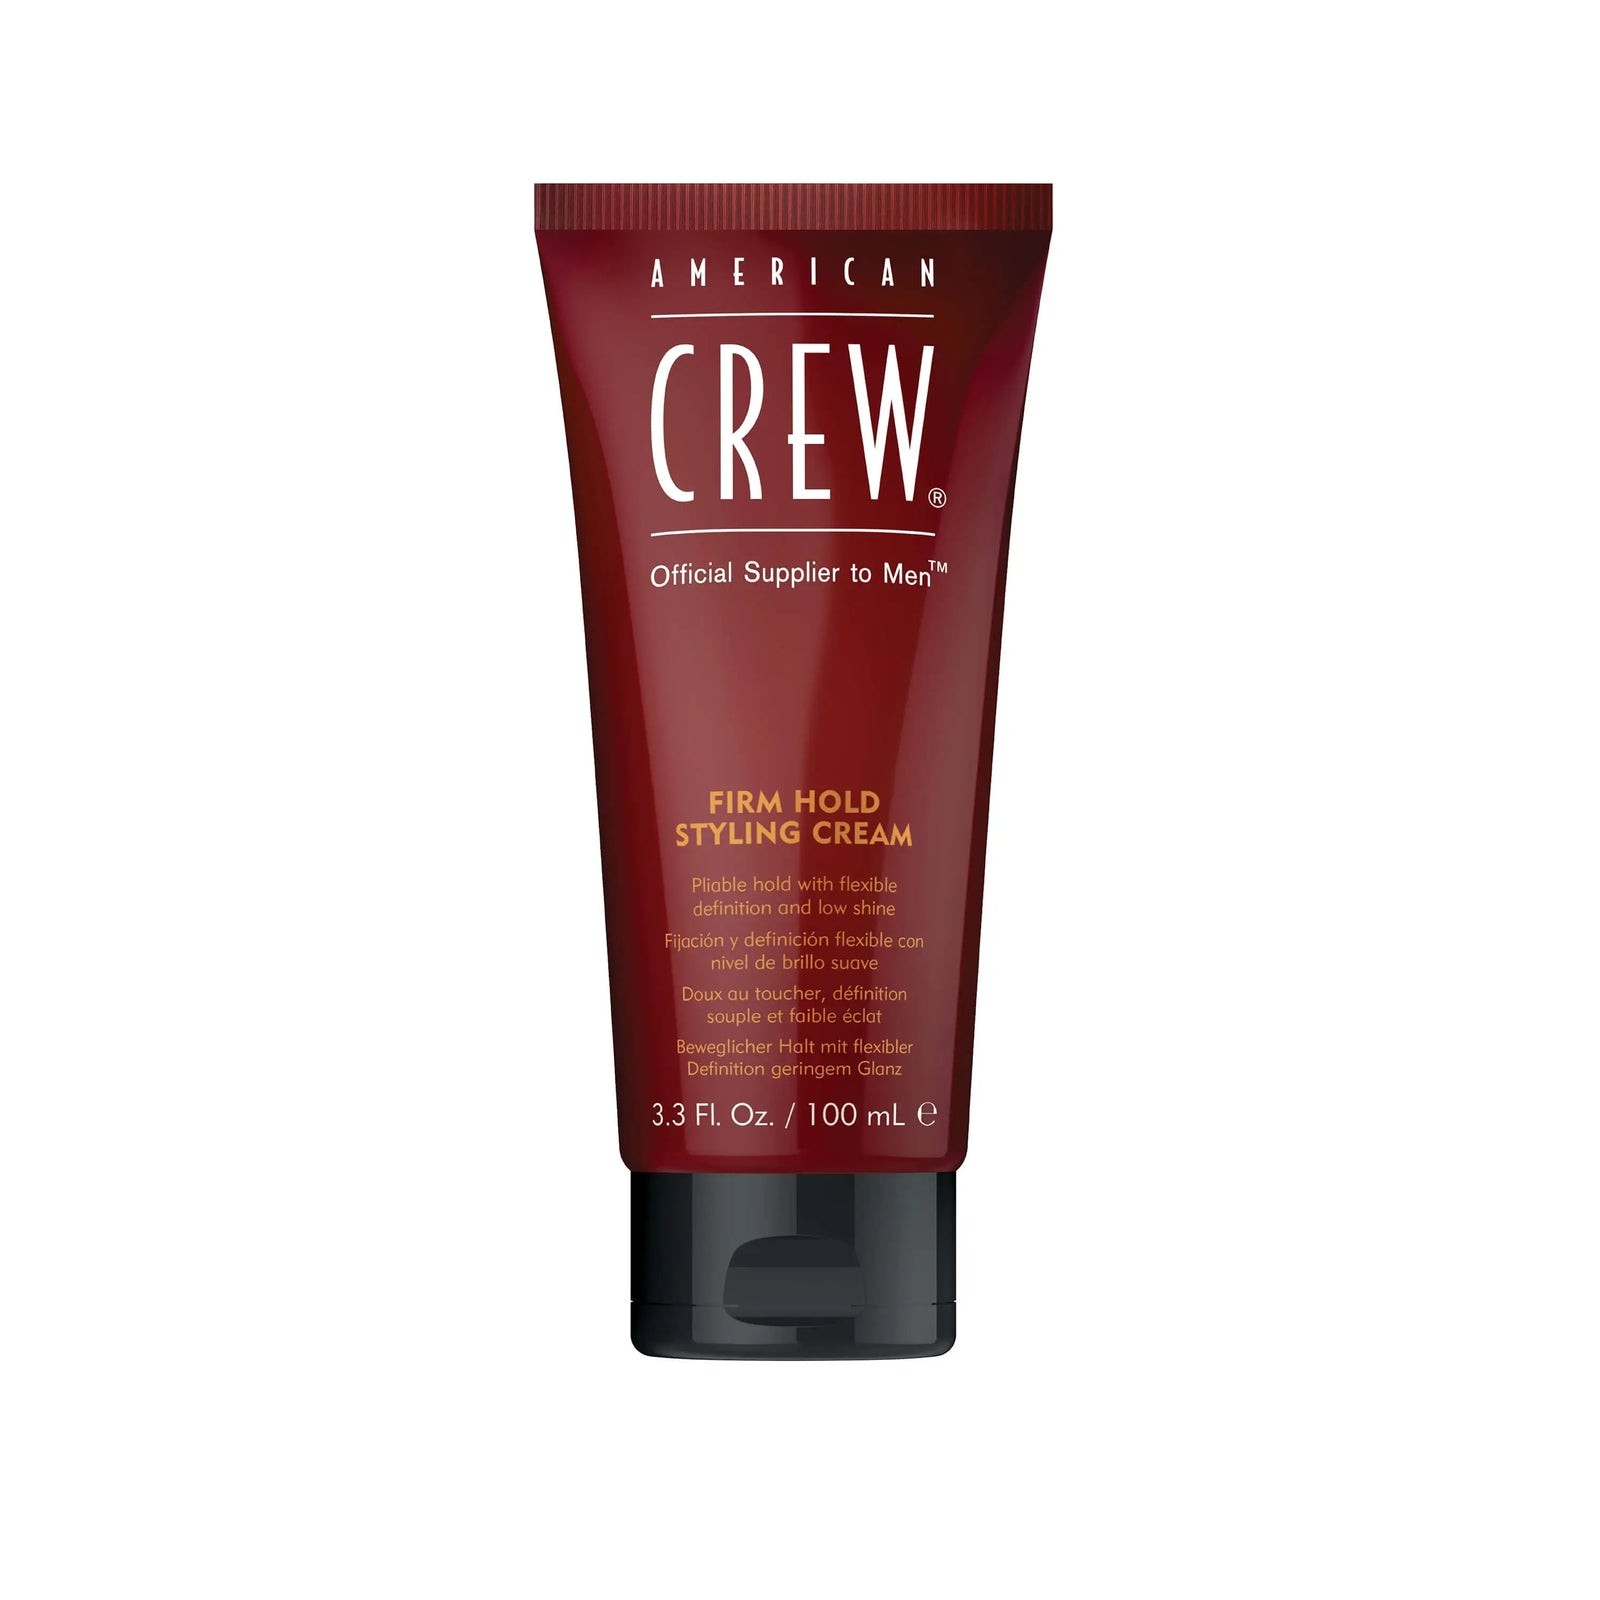 AMERICAN
CREW®
Official Supplier to Men™
FIRM HOLD
STYLING CREAM
Pliable hold with flexible
definition and low shine
Fijación y definición flexible con
nivel de brillo suave
Doux au toucher, définition
souple et faible éclat
Beweglicher Halt mit flexibler
Definition geringem Glanz
3.3 Fl. Oz. / 100 mL ℮